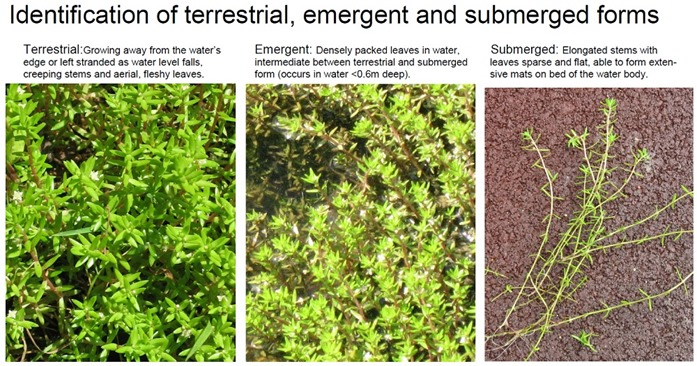 Identification of terrestrial, emergent and submerged forms
Terrestrial:Growing away from the water's
edge or left stranded as water level falls,
creeping stems and aerial, fleshy leaves.
Emergent: Densely packed leaves in water,
intermediate between terrestrial and submerged
form (occurs in water <0.6m deep).
Submerged: Elongated stems with
leaves sparse and flat, able to form exten-
sive mats on bed of the water body.